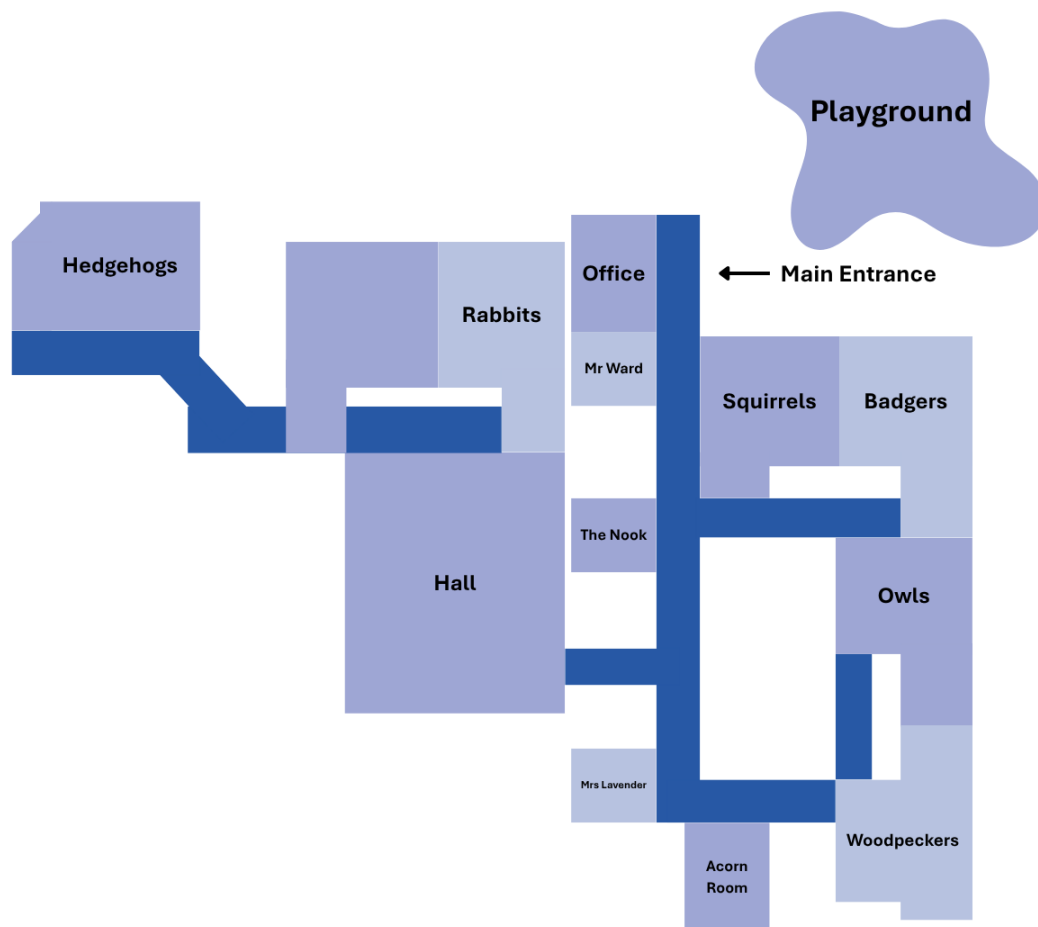 Playground
Hedgehogs
Office
Main Entrance
Rabbits
Mr Ward
Squirrels
Badgers
The Nook
Hall
Owls
Mrs Lavender
Woodpeckers
Acorn
Room